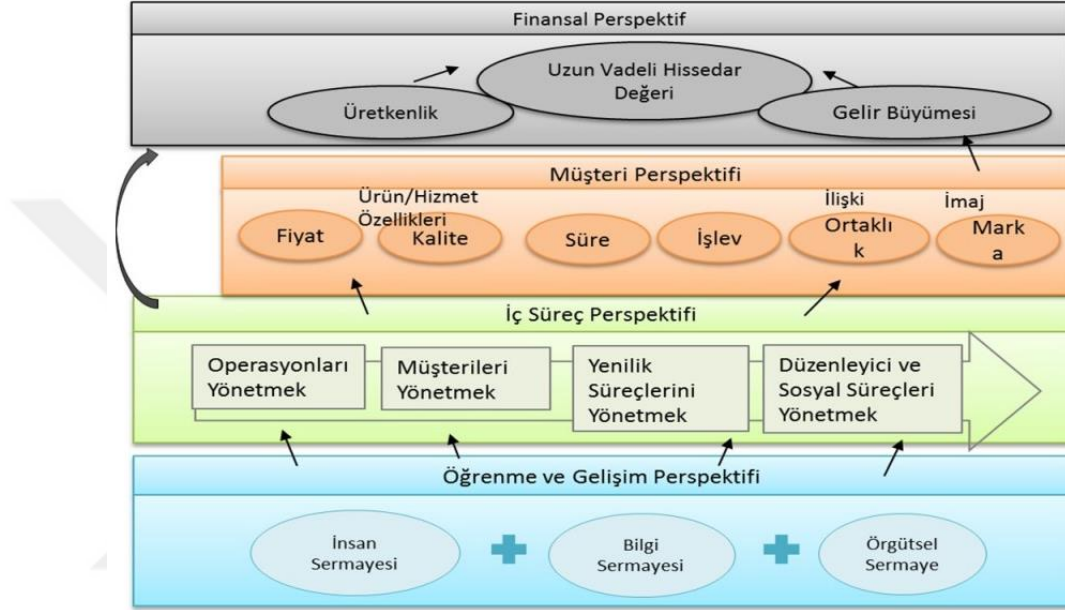 Finansal Perspektif
Uzun Vadeli Hissedar
Değeri
Üretkenlik
Gelir Büyümesi
Müşteri Perspektifi
Ürün/Hizmet
Özellikleri
İlişki
İmaj
Fiyat
Kalite
Süre
İşlev
Ortaklı
k
Mark
a
İç Süreç Perspektifi
Operasyonları
Yönetmek
Müşterileri
Yönetmek
Yenilik
Süreçlerini
Yönetmek
Düzenleyici ve
Sosyal Süreçleri
Yönetmek
Öğrenme ve Gelişim Perspektifi
İnsan
Sermayesi
Bilgi
Sermayesi
Örgütsel
Sermaye